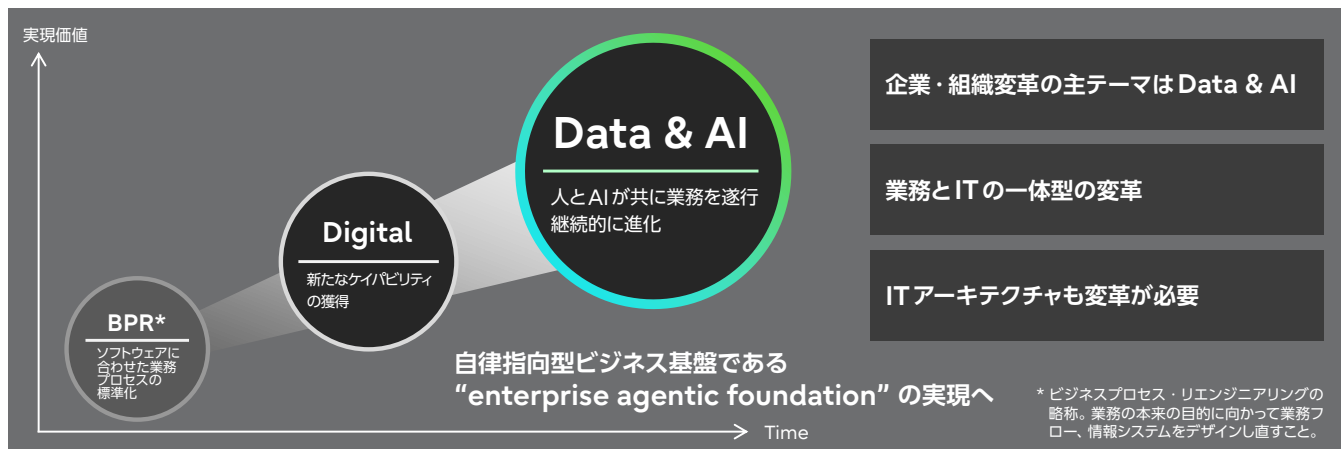 実現価値
Data & AI
人とAIが共に業務を遂行
継続的に進化
Digital
新たなケイパビリティ
の獲得
BPR*
ソフトウェアに
合わせた業務
プロセスの
標準化
自律指向型ビジネス基盤である
“enterprise agentic foundation” の実現へ
Time
企業・組織変革の主テーマは Data & AI
業務とITの一体型の変革
ITアーキテクチャも変革が必要
* ビジネスプロセス・リエンジニアリングの
略称。業務の本来の目的に向かって業務フ
ロー、情報システムをデザインし直すこと。